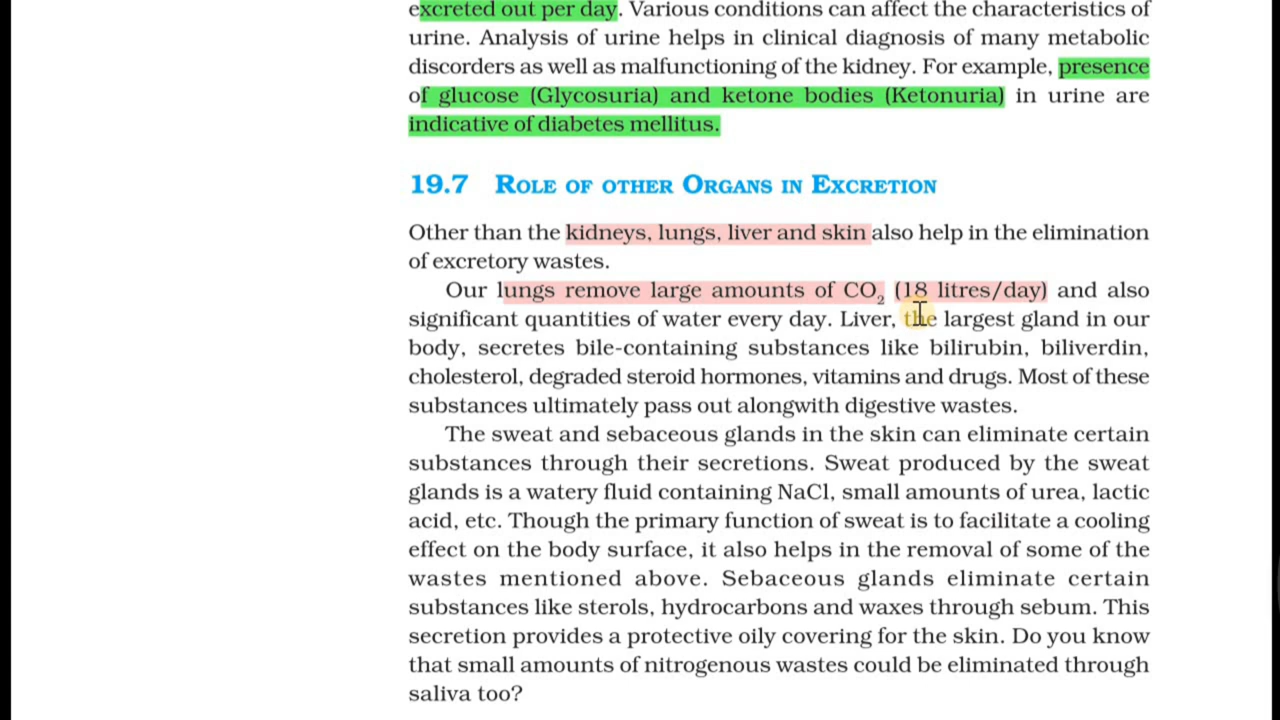 excreted out per day. Various conditions can affect the characteristics of
urine. Analysis of urine helps in clinical diagnosis of many metabolic
discorders as well as malfunctioning of the kidney. For example, presence
of glucose (Glycosuria) and ketone bodies (Ketonuria) in urine are
indicative of diabetes mellitus.
19.7 ROLE OF OTHER ORGANS IN EXCRETION
Other than the kidneys, lungs, liver and skin also help in the elimination
of excretory wastes.
Our lungs remove large amounts of CO₂ (18 litres/day) and also
significant quantities of water every day. Liver, the largest gland in our
body, secretes bile-containing substances like bilirubin, biliverdin,
cholesterol, degraded steroid hormones, vitamins and drugs. Most of these
substances ultimately pass out alongwith digestive wastes.
The sweat and sebaceous glands in the skin can eliminate certain
substances through their secretions. Sweat produced by the sweat
glands is a watery fluid containing NaCl, small amounts of urea, lactic
acid, etc. Though the primary function of sweat is to facilitate a cooling
effect on the body surface, it also helps in the removal of some of the
wastes mentioned above. Sebaceous glands eliminate certain
substances like sterols, hydrocarbons and waxes through sebum. This
secretion provides a protective oily covering for the skin. Do you know
that small amounts of nitrogenous wastes could be eliminated through
saliva too?